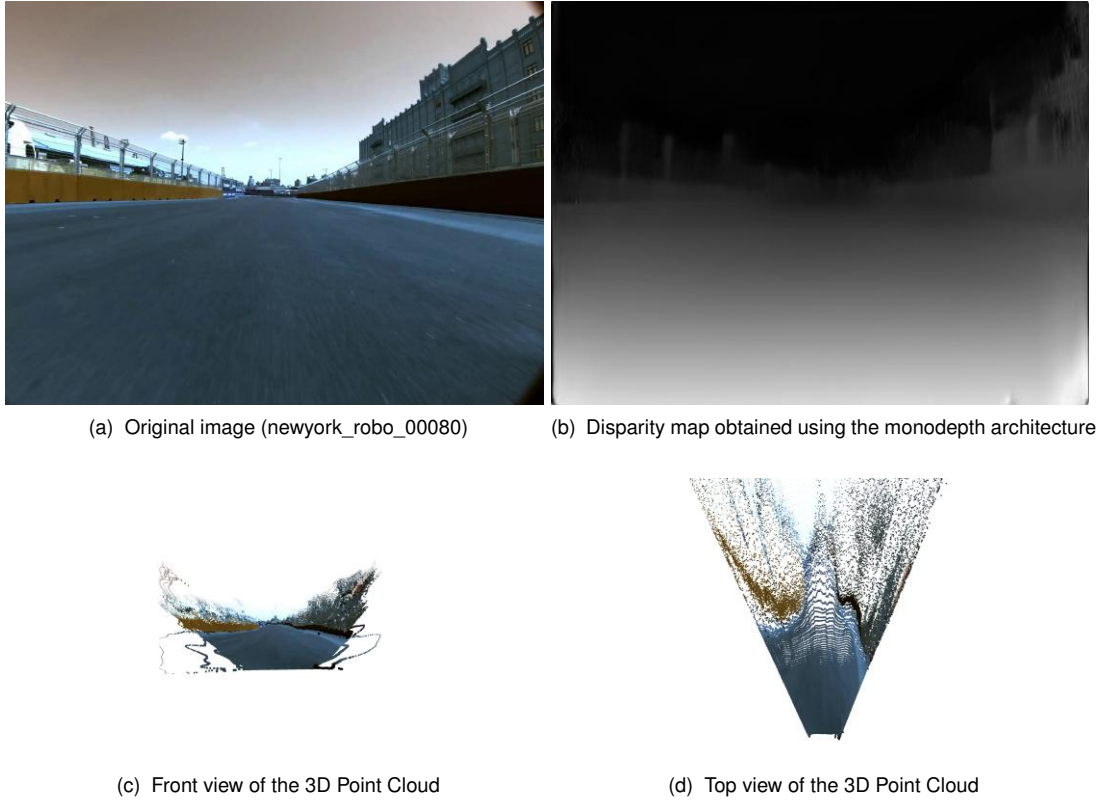 (a) Original image (newyork_robo_00080)
(b) Disparity map obtained using the monodepth architecture
(c) Front view of the 3D Point Cloud
(d) Top view of the 3D Point Cloud